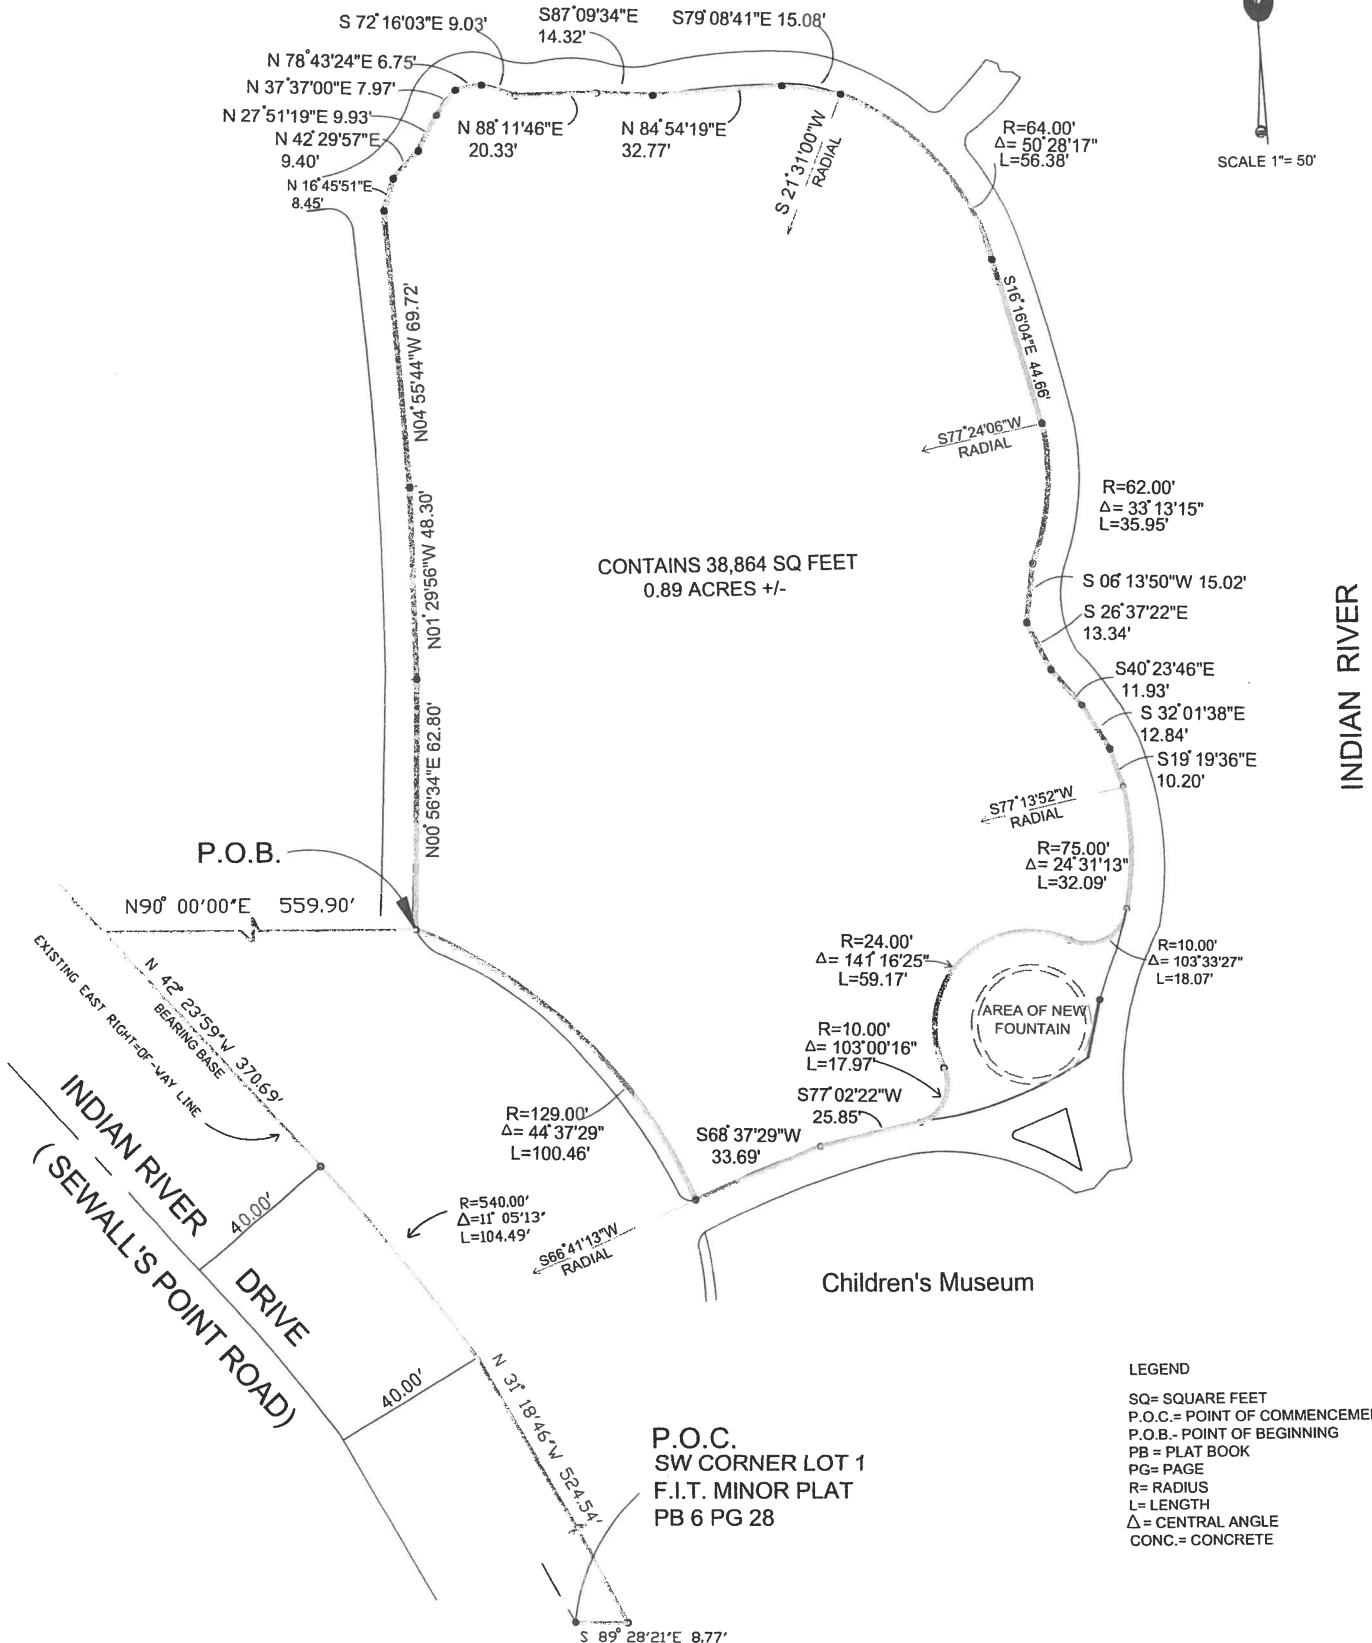 S 72°16'03"E 9.03'
S87°09'34"E
14.32'
S79°08'41"E 15.08'
N 78°43'24"E 6.75'
N 37°37'00"E 7.97'
N 27°51'19"E 9.93'
N 42°29'57"E
9.40'
N 16°45'51"E
8.45'
N 88°11'46"E
20.33'
N 84°54'19"E
32.77'
S 21°31'00"W
RADIAL
R=64.00'
Δ= 50°28'17"
L=56.38'
SCALE 1"= 50'
N04°55'44"W 69.72'
S16°16'04"E 44.66'
S77°24'06"W
RADIAL
N01°29'56"W 48.30'
R=62.00'
Δ= 33°13'15"
L=35.95'
CONTAINS 38,864 SQ FEET
0.89 ACRES +/-
S 06°13'50"W 15.02'
S 26°37'22"E
13.34'
S40°23'46"E
11.93'
S 32°01'38"E
12.84'
S19°19'36"E
10.20'
INDIAN RIVER
N00°56'34"E 62.80'
S77°13'52"W
RADIAL
R=75.00'
Δ= 24°31'13"
L=32.09'
P.O.B.
N90° 00'00"E 559.90'
R=24.00'
Δ= 141°16'25"
L=59.17'
R=10.00'
Δ= 103°33'27"
L=18.07'
AREA OF NEW
FOUNTAIN
R=10.00'
Δ= 103°00'16"
L=17.97'
N 42° 23'59"W 370.69'
BEARING BASE
EXISTING EAST RIGHT=OF-WAY LINE
S77°02'22"W
25.85'
S68°37'29"W
33.69'
R=129.00'
Δ= 44°37'29"
L=100.46'
R=540.00'
Δ=11° 05'13"
L=104.49'
S66°41'13"W
RADIAL
INDIAN RIVER
DRIVE
( SEWALL'S POINT ROAD)
40.00'
40.00'
Children's Museum
N 31° 18'46"W 524.54'
P.O.C.
SW CORNER LOT 1
F.I.T. MINOR PLAT
PB 6 PG 28
S 89° 28'21"E 8.77'
LEGEND
SQ= SQUARE FEET
P.O.C.= POINT OF COMMENCEME
P.O.B.- POINT OF BEGINNING
PB = PLAT BOOK
PG= PAGE
R= RADIUS
L= LENGTH
Δ = CENTRAL ANGLE
CONC.= CONCRETE